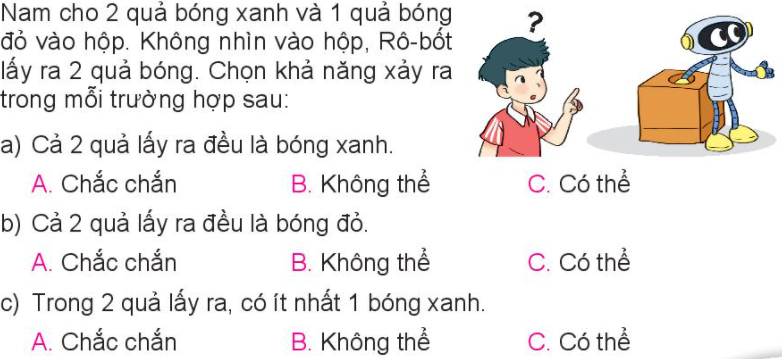 Nam cho 2 quả bóng xanh và 1 quả bóng
đỏ vào hộp. Không nhìn vào hộp, Rô-bốt
lấy ra 2 quả bóng. Chọn khả năng xảy ra
trong mỗi trường hợp sau:
?
a) Cả 2 quả lấy ra đều là bóng xanh.
A. Chắc chắn B. Không thể C. Có thể
b) Cả 2 quả lấy ra đều là bóng đỏ.
A. Chắc chắn B. Không thể C. Có thể
c) Trong 2 quả lấy ra, có ít nhất 1 bóng xanh.
A. Chắc chắn B. Không thể C. Có thể